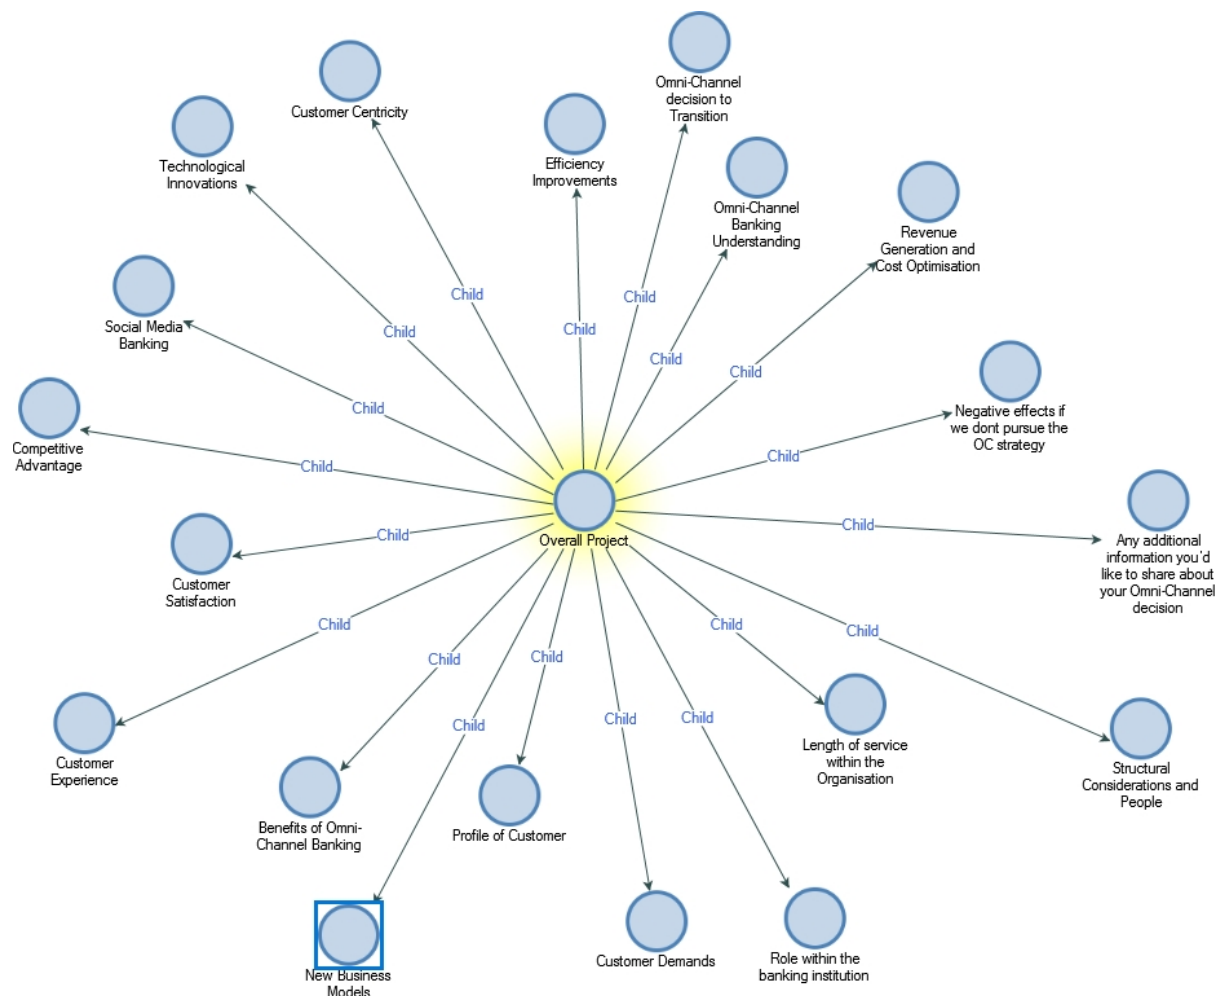 Omni-Channel
decision to
Transition
Customer Centricity
Efficiency
Improvements
Technological
Innovations
Omni-Channel
Banking
Understanding
Revenue
Generation and
Cost Optimisation
Child
Child
Child
Social Media
Banking
Child
Child
Child
Child
Child
Negative effects if
we dont pursue the
OC strategy
Competitive
Advantage
Child
Child
Child
Child
Overall Project
Any additional
information you'd
like to share about
your Omni-Channel
decision
Customer
Satisfaction
Child
Child
Child
Child
Child
Child
Child
Child
Length of service
within the
Organisation
Customer
Experience
Structural
Considerations and
People
Benefits of Omni-
Channel Banking
Profile of Customer
Customer Demands
Role within the
banking institution
New Business
Models